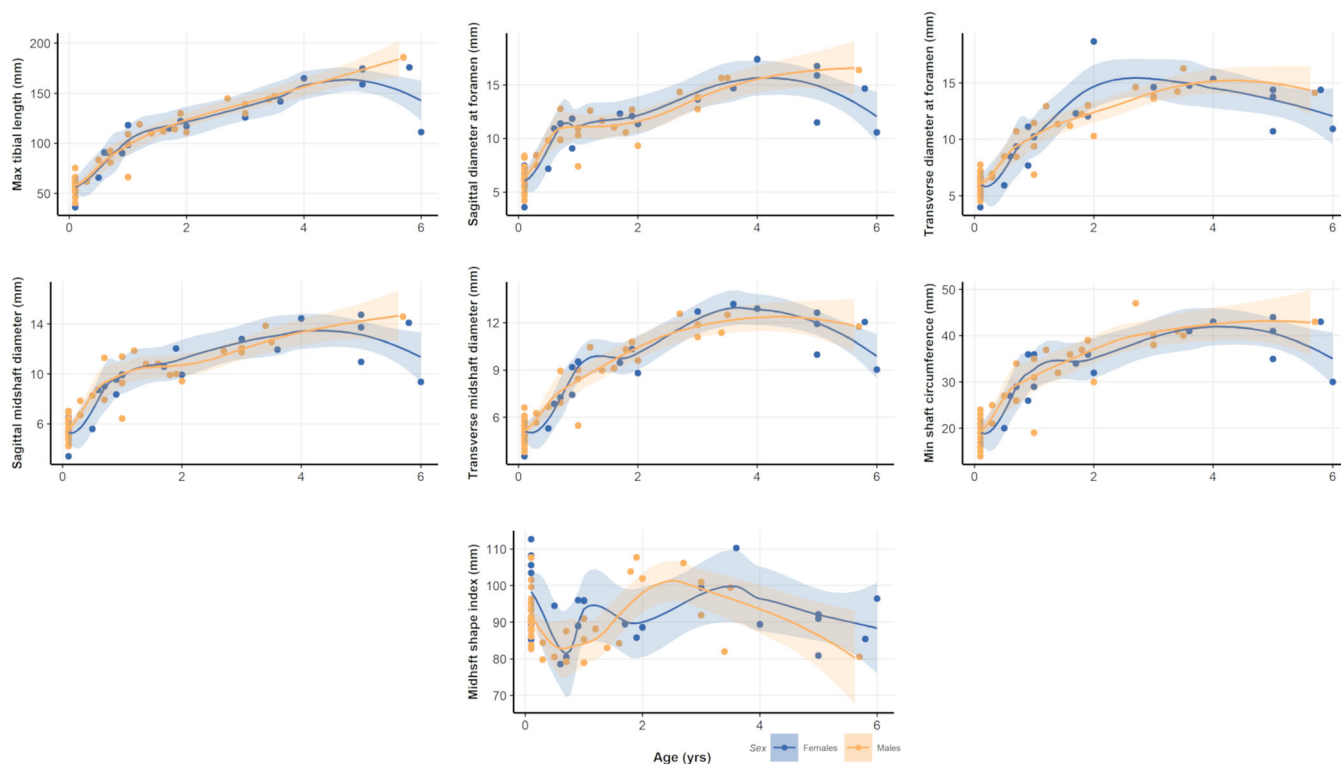 Max tibial length (mm)
200
150
100
50
0 2 4 6
Sagittal diameter at foramen (mm)
15
10
5
0 2 4 6
Transverse diameter at foramen (mm)
15
10
5
0 2 4 6
Sagittal midshaft diameter (mm)
14
10
6
0 2 4 6
Transverse midshaft diameter (mm)
12
9
6
0 2 4 6
Min shaft circumference (mm)
50
40
30
20
0 2 4 6
Midhsft shape index (mm)
110
100
90
80
70
0 2 4 6
Age (yrs)
Sex Females Males